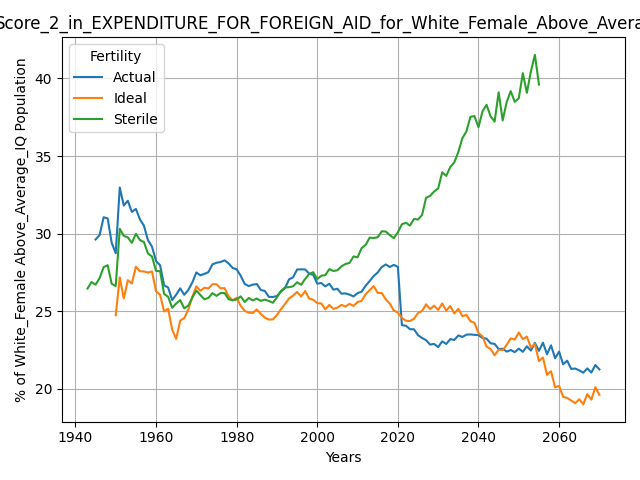 Score_2_in_EXPENDITURE_FOR_FOREIGN_AID_for_White_Female_Above_Avera
Fertility
Actual
Ideal
Sterile
% of White_Female Above_Average_IQ Population
40
35
30
25
20
1940
1960
1980
2000
2020
2040
2060
Years